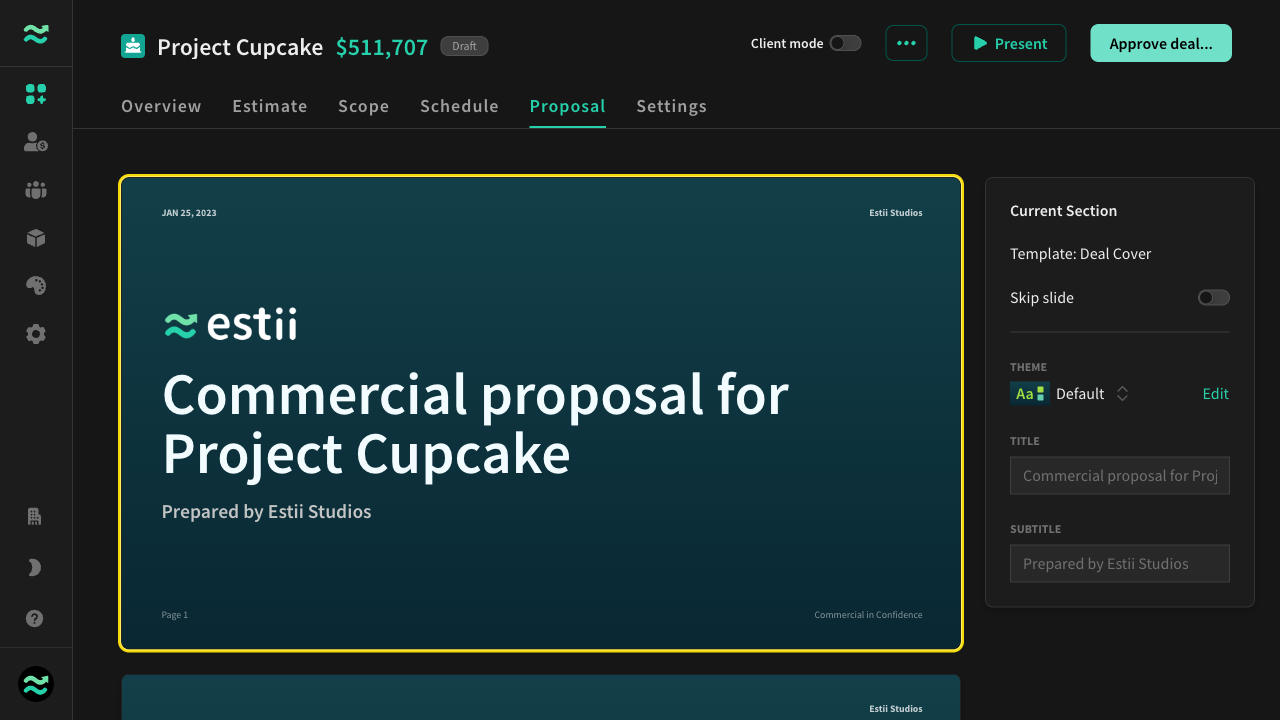 Project Cupcake $511,707 Draft
Client mode
Present
Approve deal...
Overview Estimate Scope Schedule Proposal Settings
JAN 25, 2023
Estii Studios
estii
Commercial proposal for
Project Cupcake
Prepared by Estii Studios
Page 1
Commercial in Confidence
Estii Studios
Current Section
Template: Deal Cover
Skip slide
THEME
Aa Default Edit
TITLE
Commercial proposal for Proj
SUBTITLE
Prepared by Estii Studios